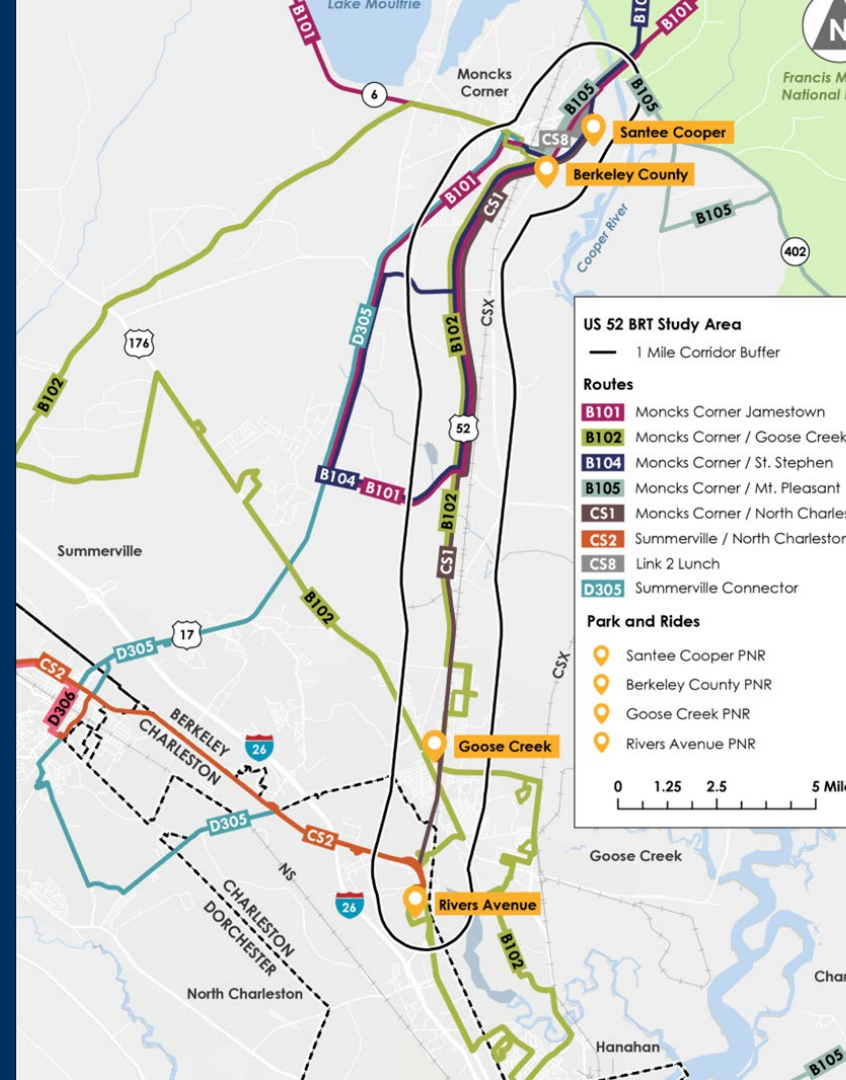 Lake Moultrie
B101
B10
B101
N
6
Moncks
Corner
B105
B105
Francis M
National
CS8
Santee Cooper
Berkeley County
B101
CS1
B105
Cooper River
402
CSX
D305
B102
176
B102
52
B104
B101
B102
CS1
Summerville
B102
17
D305
CS2
D306
BERKELEY
CHARLESTON
26
CSX
Goose Creek
D305
CS2
NS
26
Rivers Avenue
CHARLESTON
DORCHESTER
B102
North Charleston
Goose Creek
Char
Hanahan
B105
US 52 BRT Study Area
1 Mile Corridor Buffer
Routes
B101 Moncks Corner Jamestown
B102 Moncks Corner / Goose Creek
B104 Moncks Corner / St. Stephen
B105 Moncks Corner / Mt. Pleasant
CS1 Moncks Corner / North Charles
CS2 Summerville / North Charleston
CS8 Link 2 Lunch
D305 Summerville Connector
Park and Rides
Santee Cooper PNR
Berkeley County PNR
Goose Creek PNR
Rivers Avenue PNR
0 1.25 2.5 5 Mile